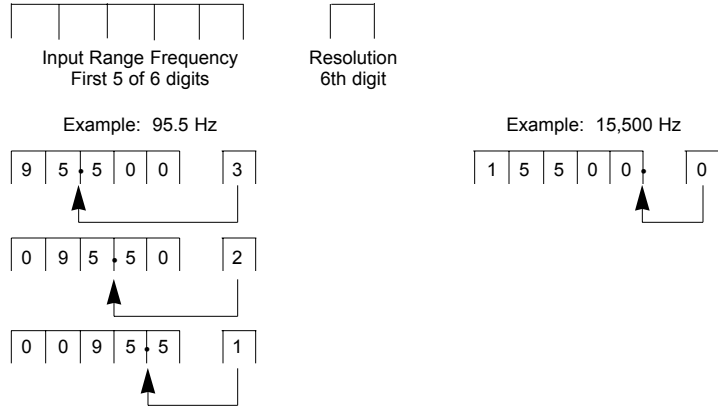 Input Range Frequency
First 5 of 6 digits
Resolution
6th digit
Example: 95.5 Hz
9 5.5 0 0 3
0 9 5.5 0 2
0 0 9 5.5 1
Example: 15,500 Hz
1 5 5 0 0. 0